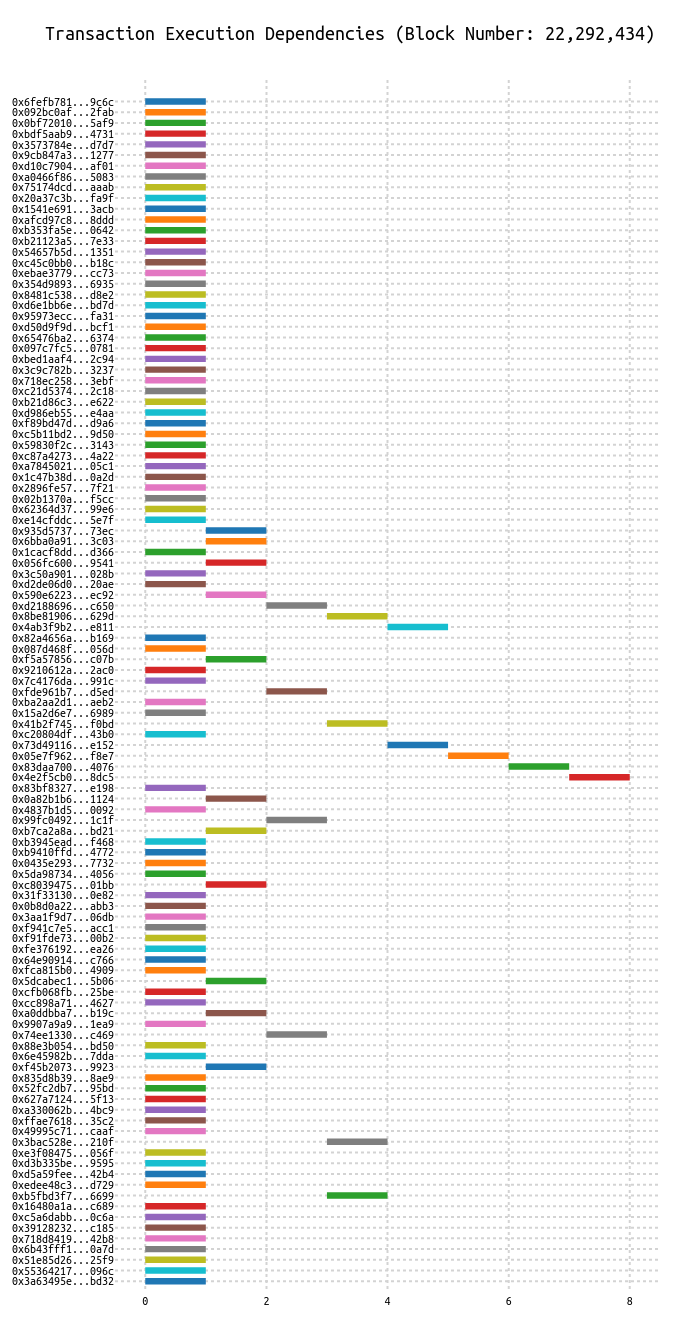 Transaction Execution Dependencies (Block Number: 22,292,434)
0x6fefb781...9c6c
0x092bc0af...2fab
0x0bf72010...5af9
0xbdf5aab9...4731
0x3573784e...d7d7
0x9cb847a3...1277
0xd10c7904...af01
0xa0466f86...5083
0x75174dcd...aaab
0x20a37c3b...fa9f
0x1541e691...3acb
0xafcd97c8...8ddd
0xb353fa5e...0642
0xb21123a5...7e33
0x54657b5d...1351
0xc45c0bb0...b18c
0xebae3779...cc73
0x354d9893...6935
0x8481c538...d8e2
0xd6e1bb6e...bd7d
0x95973ecc...fa31
0xd50d9f9d...bcf1
0x65476ba2...6374
0x097c7fc5...0781
0xbed1aaf4...2c94
0x3c9c782b...3237
0x718ec258...3ebf
0xc21d5374...2c18
0xb21d86c3...e622
0xd986eb55...e4aa
0xf89bd47d...d9a6
0xc5b11bd2...9d50
0x59830f2c...3143
0xc87a4273...4a22
0xa7845021...05c1
0x1c47b38d...0a2d
0x2896fe57...7f21
0x02b1370a...f5cc
0x62364d37...99e6
0xe14cfddc...5e7f
0x935d5737...73ec
0x6bba0a91...3c03
0x1cacf8dd...d366
0x056fc600...9541
0x3c50a901...028b
0xd2de06d0...20ae
0x590e6223...ec92
0xd2188696...c650
0x8be81906...629d
0x4ab3f9b2...e811
0x82a4656a...b169
0x087d468f...056d
0xf5a57856...c07b
0x9210612a...2ac0
0x7c4176da...991c
0xfde961b7...d5ed
0xba2aa2d1...aeb2
0x15a2d6e7...6989
0x41b2f745...f0bd
0xc20804df...43b0
0x73d49116...e152
0x05e7f962...f8e7
0x83daa700...4076
0x4e2f5cb0...8dc5
0x83bf8327...e198
0x0a82b1b6...1124
0x4837b1d5...0092
0x99fc0492...1c1f
0xb7ca2a8a...bd21
0xb3945ead...f468
0xb9410ffd...4772
0x0435e293...7732
0x5da98734...4056
0xc8039475...01bb
0x31f33130...0e82
0x0b8d0a22...abb3
0x3aa1f9d7...06db
0xf941c7e5...acc1
0xf91fde73...00b2
0xfe376192...ea26
0x64e90914...c766
0xfca815b0...4909
0x5dcabec1...5b06
0xcfb068fb...25be
0xcc898a71...4627
0xa0ddbba7...b19c
0x9907a9a9...1ea9
0x74ee1330...c469
0x88e3b054...bd50
0x6e45982b...7dda
0xf45b2073...9923
0x835d8b39...8ae9
0x52fc2db7...95bd
0x627a7124...5f13
0xa330062b...4bc9
0xffae7618...35c2
0x49995c71...caaf
0x3bac528e...210f
0xe3f08475...056f
0xd3b335be...9595
0xd5a59fee...42b4
0xedee48c3...d729
0xb5fbd3f7...6699
0x16480a1a...c689
0xc5a6dabb...0c6a
0x39128232...c185
0x718d8419...42b8
0x6b43fff1...0a7d
0x51e85d26...25f9
0x55364217...096c
0x3a63495e...bd32
0 2 4 6 8